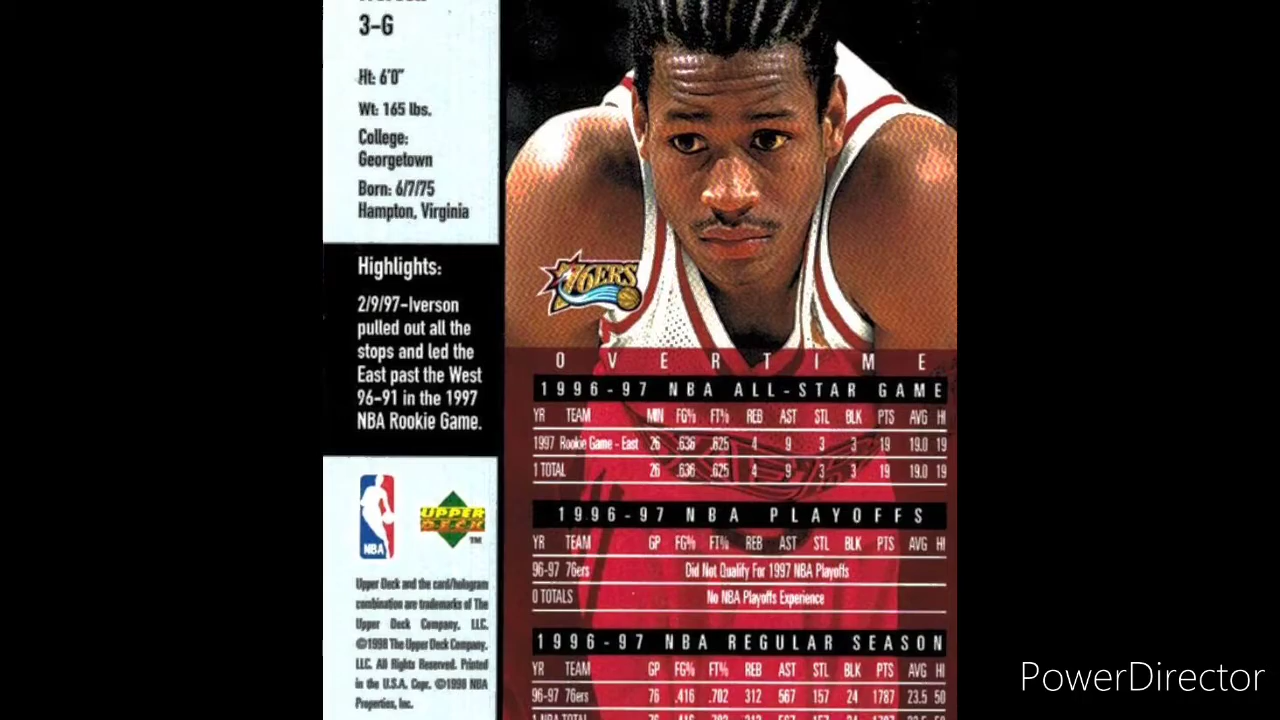 3-G
Ht: 6'0"
Wt: 165 lbs.
College:
Georgetown
Born: 6/7/75
Hampton, Virginia
Highlights:
2/9/97-Iverson
pulled out all the
stops and led the
East past the West
96-91 in the 1997
NBA Rookie Game.
NBA
UPPER
DECK
TM
Upper Deck and the card/hologram
combination are trademarks of The
Upper Deck Company, LLC.
©1998 The Upper Deck Company,
LLC. All Rights Reserved. Printed
in the U.S.A. Copr. ©1998 NBA
Properties, Inc.
76ERS
OVERTIME
1996-97 NBA ALL-STAR GAME
YR TEAM MIN FG% FT% REB AST STL BLK PTS AVG HI
1997 Rookie Game - East 26 .636 .625 4 9 3 3 19 19.0 19
1 TOTAL 26 .636 .625 4 9 3 3 19 19.0 19
1996-97 NBA PLAYOFFS
YR TEAM GP FG% FT% REB AST STL BLK PTS AVG HI
96-97 76ers Did Not Qualify For 1997 NBA Playoffs
0 TOTALS No NBA Playoffs Experience
1996-97 NBA REGULAR SEASON
YR TEAM GP FG% FT% REB AST STL BLK PTS AVG HI
96-97 76ers 76 .416 .702 312 567 157 24 1787 23.5 50
PowerDirector